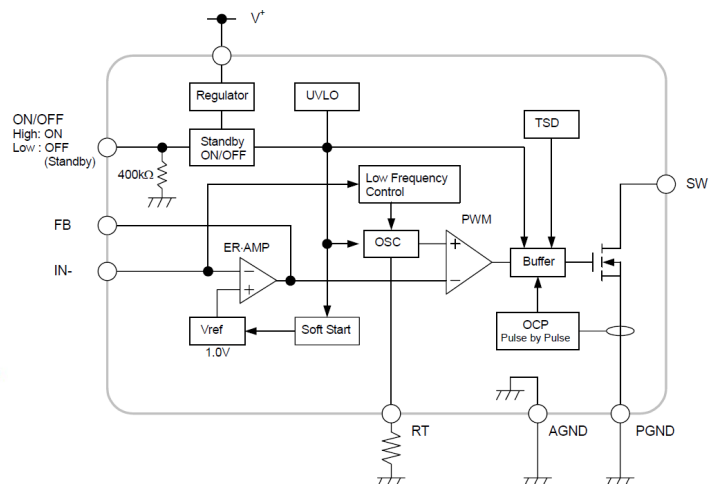 V+
Regulator
UVLO
ON/OFF
High: ON
Low : OFF
(Standby)
Standby
ON/OFF
TSD
400kΩ
Low Frequency
Control
SW
FB
ER·AMP
OSC
PWM
+
−
Buffer
IN-
−
+
Vref
1.0V
Soft Start
OCP
Pulse by Pulse
RT
AGND
PGND